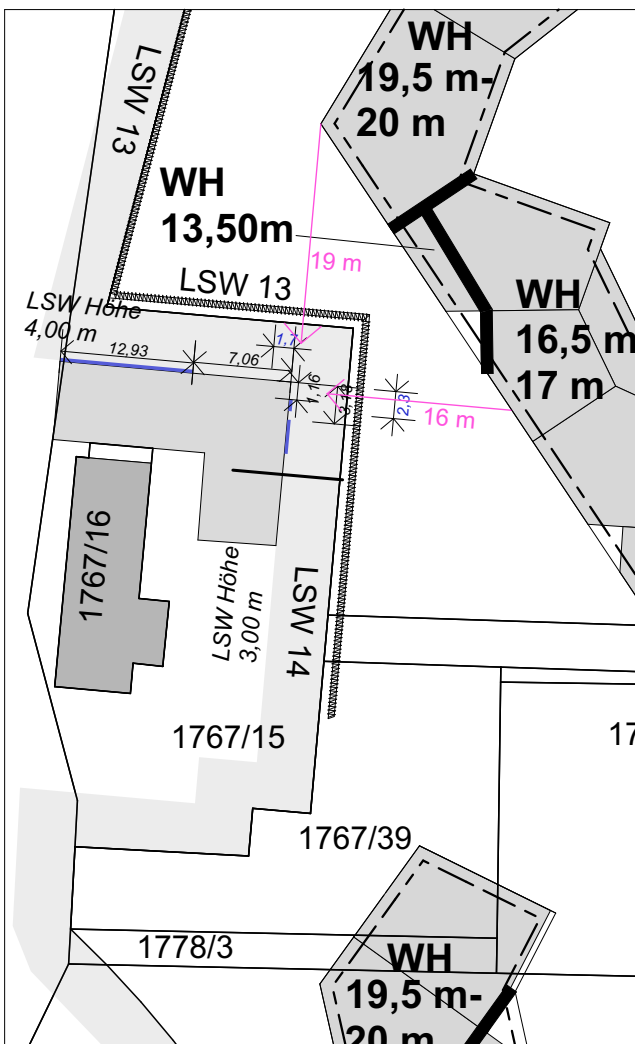 WH
19,5 m-
20 m
LSW 13
WH
13,50m
19 m
LSW 13
LSW Höhe
4,00 m
WH
16,5 m
17 m
12,93
7,06
1,7
1,16
2,3
16 m
1767/16
LSW Höhe
3,00 m
LSW 14
1767/15
17
1767/39
1778/3
WH
19,5 m-
20 m